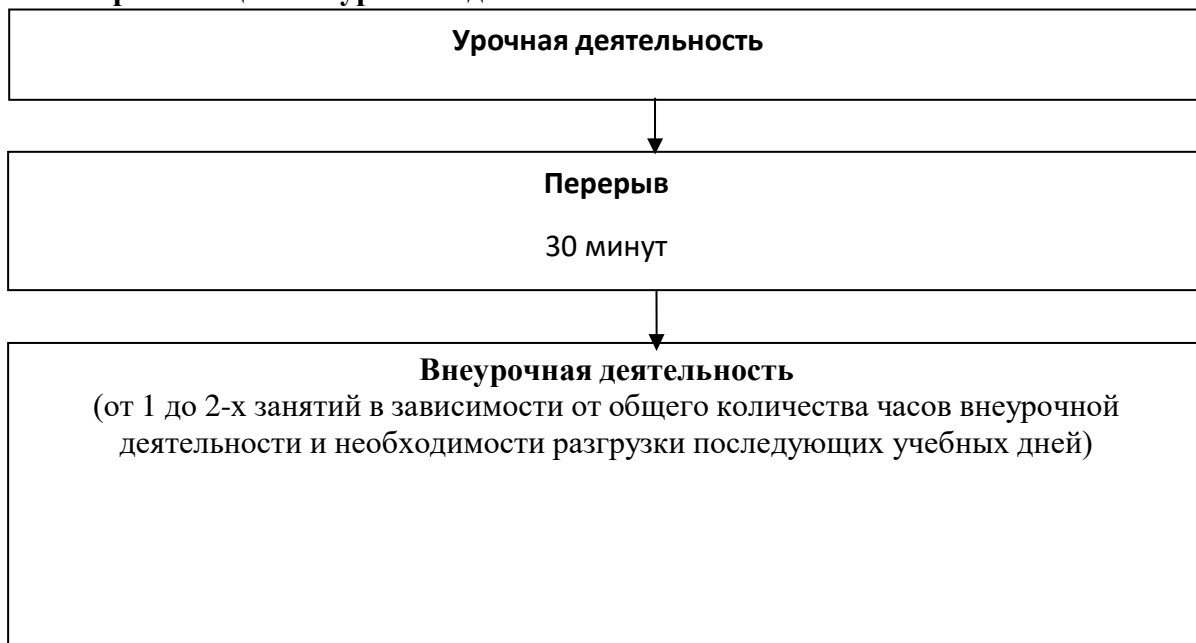 Урочная деятельность
Перерыв
30 минут
Внеурочная деятельность
(от 1 до 2-х занятий в зависимости от общего количества часов внеурочной
деятельности и необходимости разгрузки последующих учебных дней)